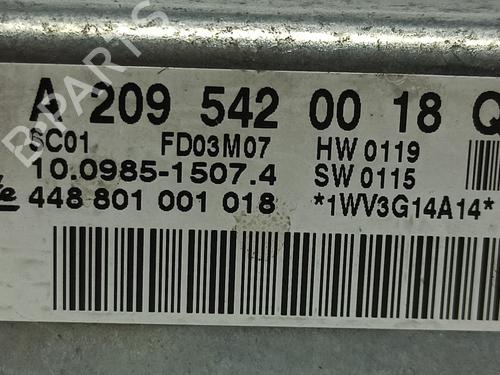 B-PARTS
A 209 542 00 18 Q
SC01 FD03M07 HW 0119
10.0985-1507.4 SW 0115
448 801 001 018 *1WV3G14A14*